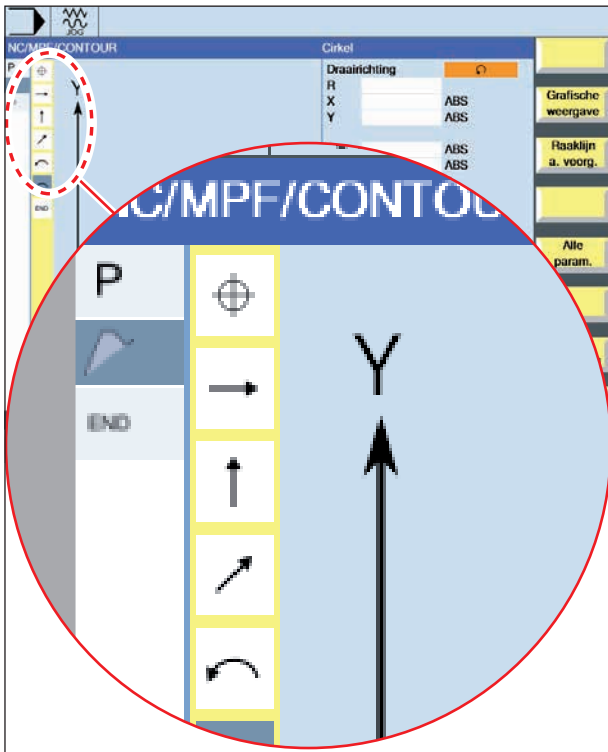 JOG
NC/MPF/CONTOUR
Cirkel
P
Y
Draairichting
R
X ABS
Y ABS
ABS
ABS
END
Grafische
weergave
Raaklijn
a. voorg.
Alle
param.
NC/MPF/CONTOU
P
END
Y